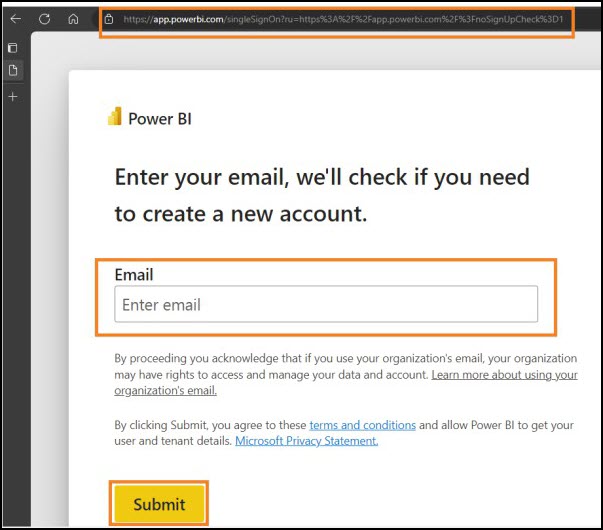 https://app.powerbi.com/singleSignOn?ru=https%3A%2F%2Fapp.powerbi.com%2F%3FnoSignUpCheck%3D1
Power BI
Enter your email, we'll check if you need
to create a new account.
Email
Enter email
By proceeding you acknowledge that if you use your organization's email, your organization
may have rights to access and manage your data and account. Learn more about using your
organization's email.
By clicking Submit, you agree to these terms and conditions and allow Power BI to get your
user and tenant details. Microsoft Privacy Statement.
Submit